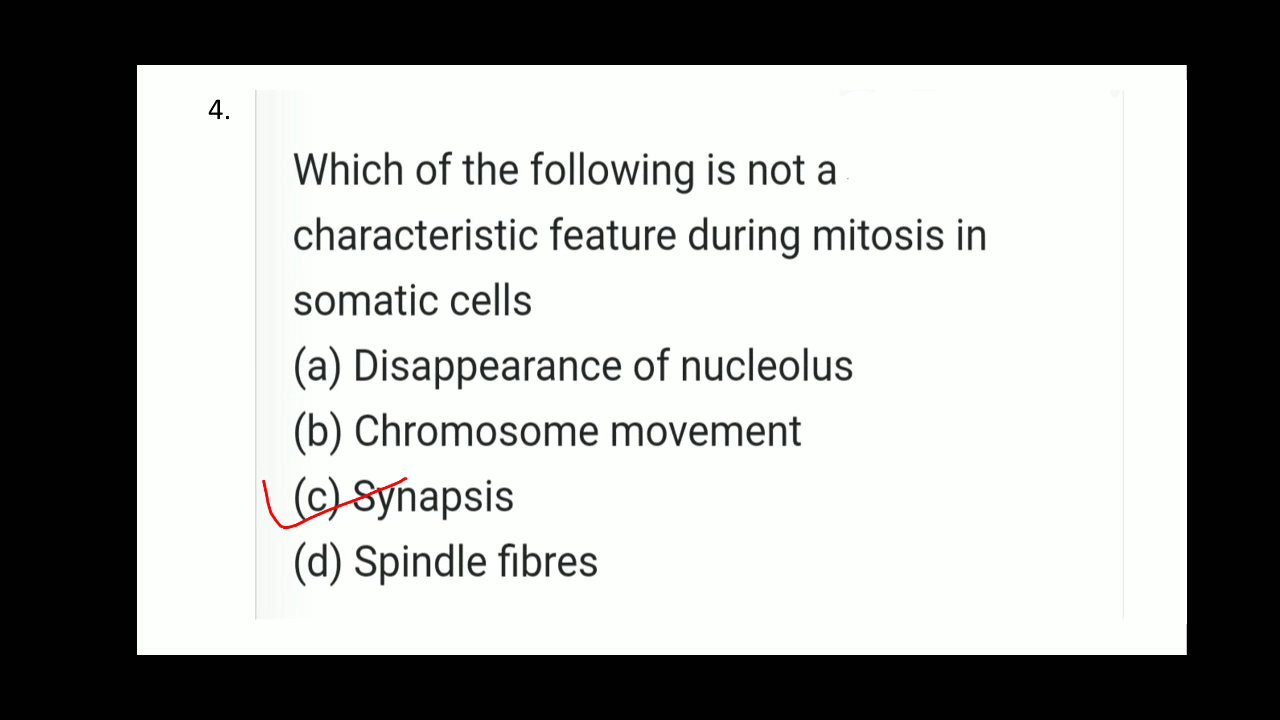 4.
Which of the following is not a
characteristic feature during mitosis in
somatic cells
(a) Disappearance of nucleolus
(b) Chromosome movement
(c) Synapsis
(d) Spindle fibres